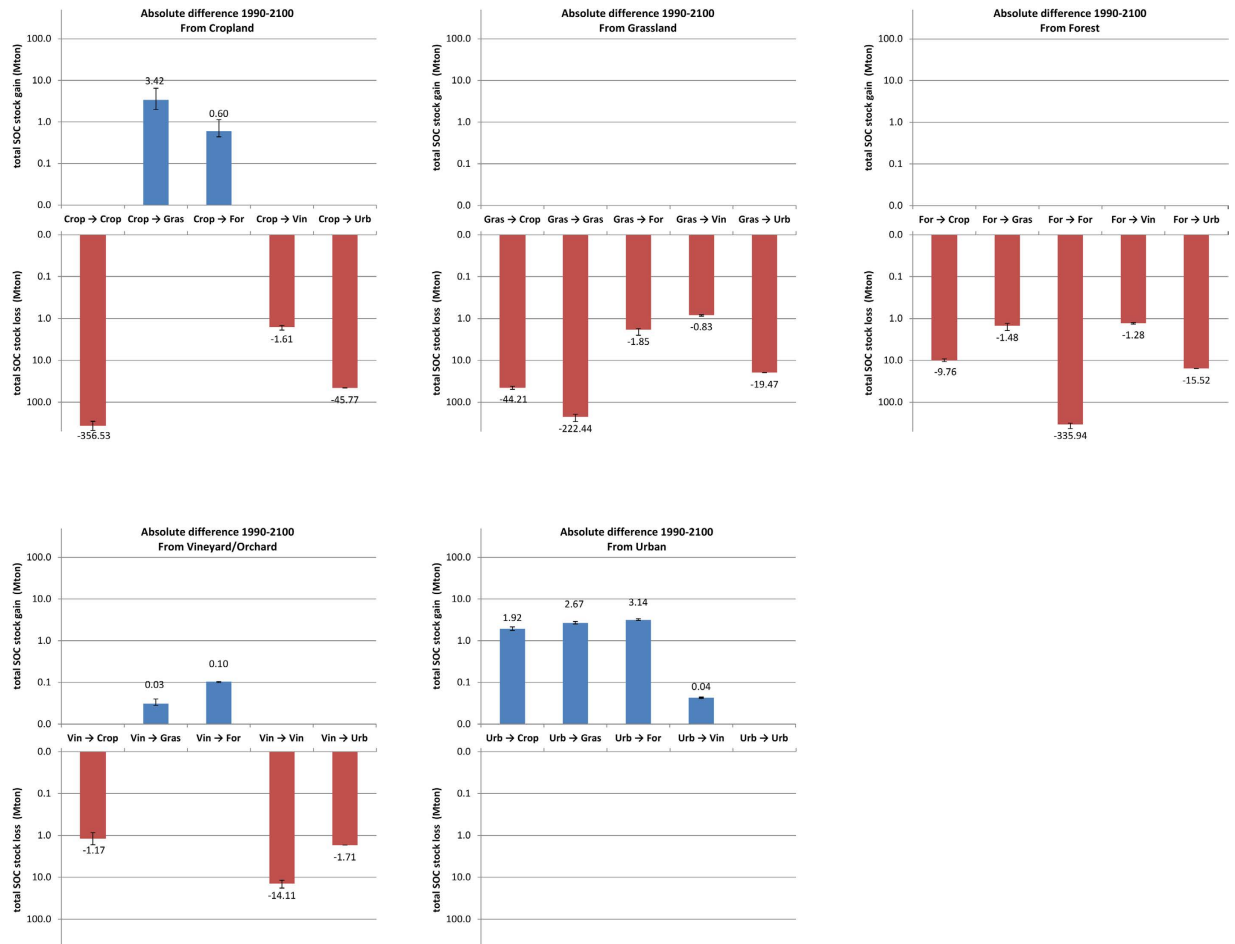 Absolute difference 1990-2100
From Cropland
total SOC stock gain (Mton)
100.0
10.0
1.0
0.1
0.0
3.42
0.60
Crop → Crop Crop → Gras Crop → For Crop → Vin Crop → Urb
total SOC stock loss (Mton)
0.0
0.1
1.0
10.0
100.0
-356.53
-1.61
-45.77
Absolute difference 1990-2100
From Grassland
total SOC stock gain (Mton)
100.0
10.0
1.0
0.1
0.0
Gras → Crop Gras → Gras Gras → For Gras → Vin Gras → Urb
total SOC stock loss (Mton)
0.0
0.1
1.0
10.0
100.0
-44.21
-222.44
-1.85
-0.83
-19.47
Absolute difference 1990-2100
From Forest
total SOC stock gain (Mton)
100.0
10.0
1.0
0.1
0.0
For → Crop For → Gras For → For For → Vin For → Urb
total SOC stock loss (Mton)
0.0
0.1
1.0
10.0
100.0
-9.76
-1.48
-335.94
-1.28
-15.52
Absolute difference 1990-2100
From Vineyard/Orchard
total SOC stock gain (Mton)
100.0
10.0
1.0
0.1
0.0
0.03
0.10
Vin → Crop Vin → Gras Vin → For Vin → Vin Vin → Urb
total SOC stock loss (Mton)
0.0
0.1
1.0
10.0
100.0
-1.17
-14.11
-1.71
Absolute difference 1990-2100
From Urban
total SOC stock gain (Mton)
100.0
10.0
1.0
0.1
0.0
1.92
2.67
3.14
0.04
Urb → Crop Urb → Gras Urb → For Urb → Vin Urb → Urb
total SOC stock loss (Mton)
0.0
0.1
1.0
10.0
100.0